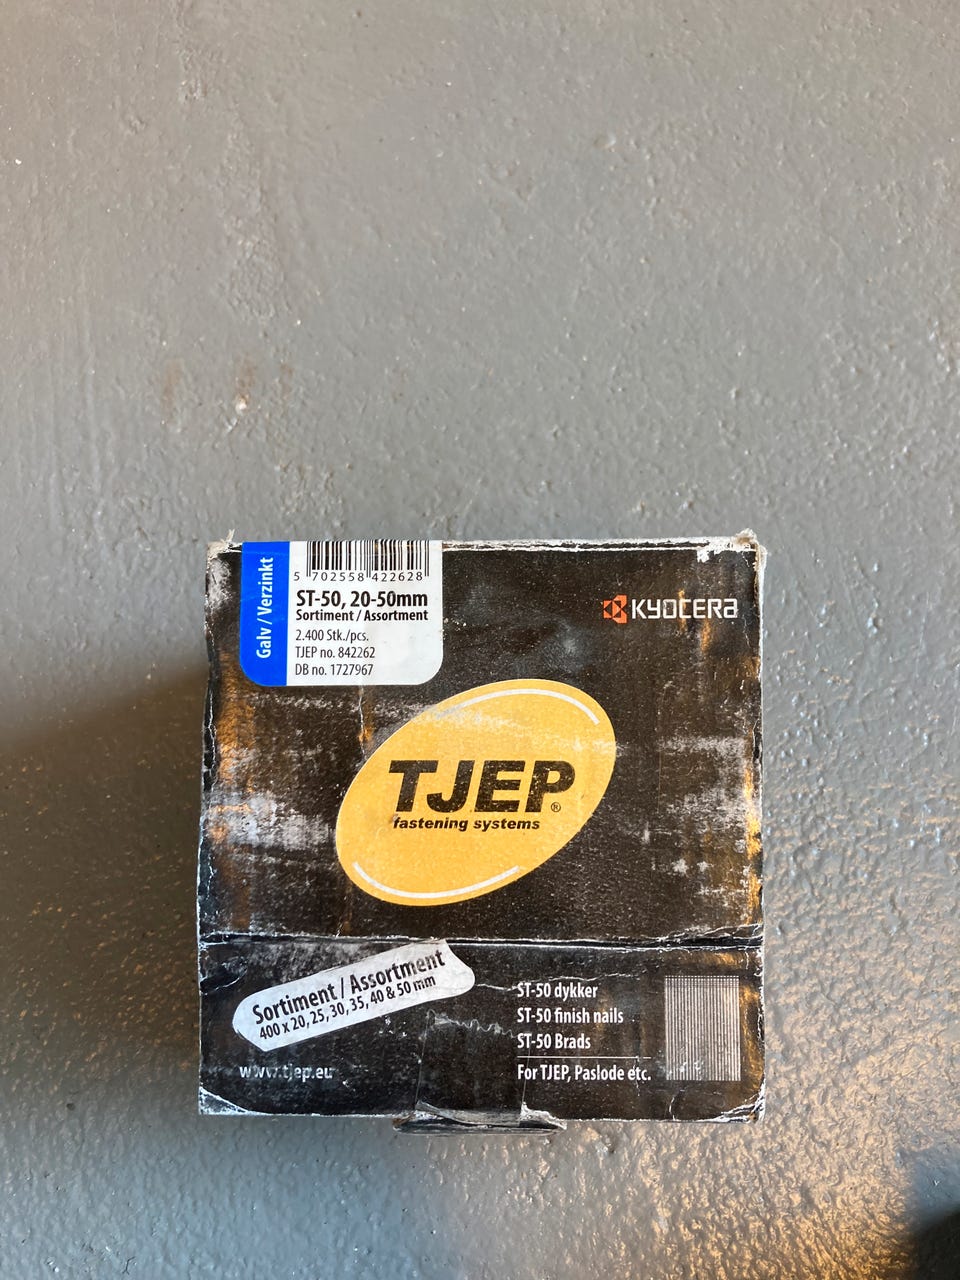 Galv / Verzinkt
5 702558 422628
ST-50, 20-50mm
Sortiment / Assortment
2.400 Stk./pcs.
TJEP no. 842262
DB no. 1727967
KYOCERA
TJEP®
fastening systems
Sortiment / Assortment
400 x 20, 25, 30, 35, 40 & 50 mm
www.tjep.eu
ST-50 dykker
ST-50 finish nails
ST-50 Brads
For TJEP, Paslode etc.